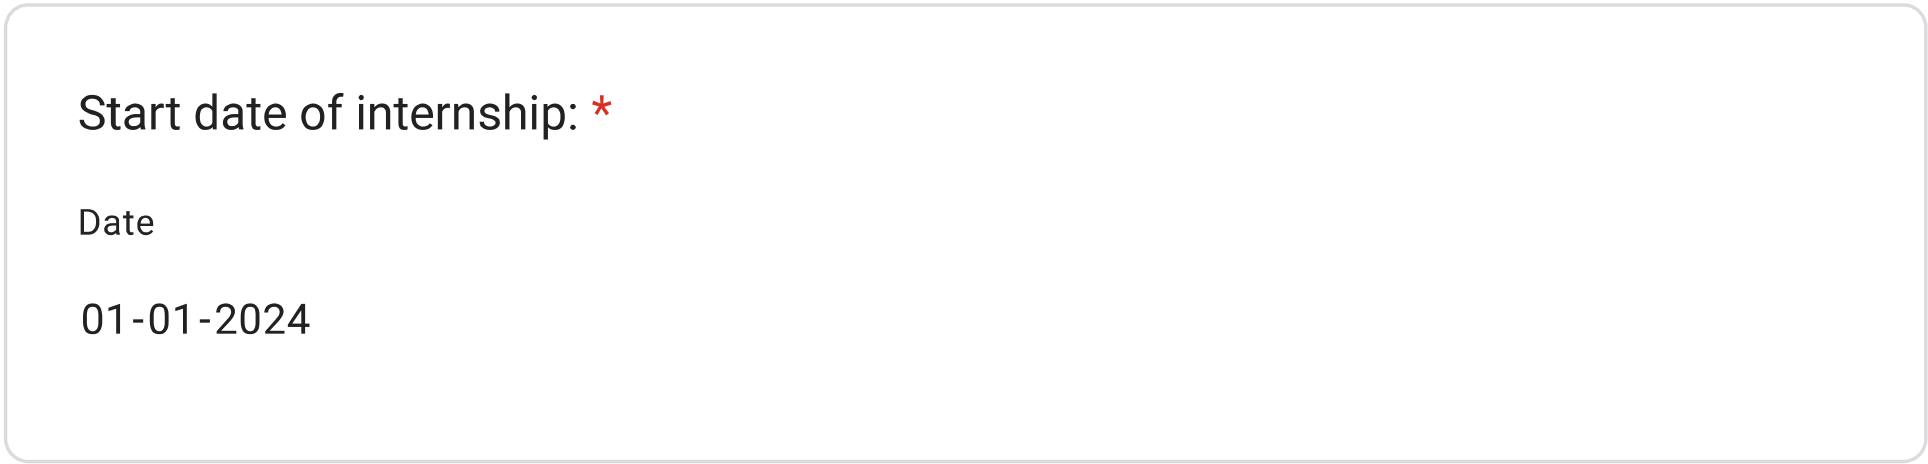 Start date of internship: *
Date
01-01-2024